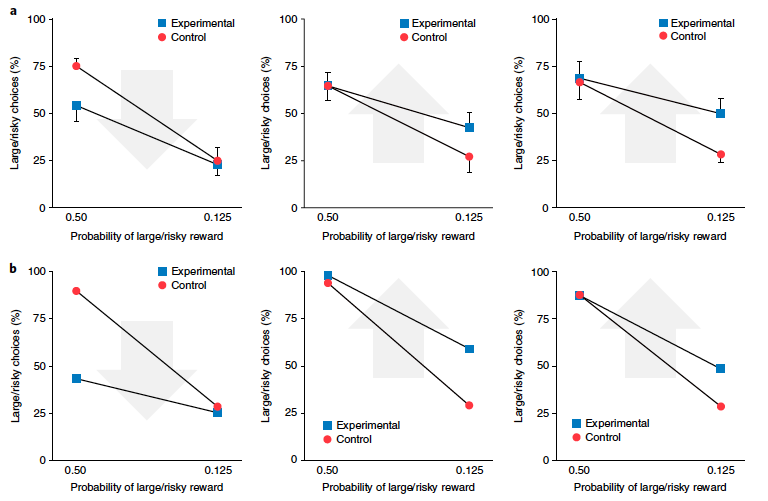 a
100
75
50
25
0
Large/risky choices (%)
Experimental
Control
0.50
0.125
Probability of large/risky reward
100
75
50
25
0
Large/risky choices (%)
Experimental
Control
0.50
0.125
Probability of large/risky reward
100
75
50
25
0
Large/risky choices (%)
Experimental
Control
0.50
0.125
Probability of large/risky reward
b
100
75
50
25
0
Large/risky choices (%)
Experimental
Control
0.50
0.125
Probability of large/risky reward
100
75
50
25
0
Large/risky choices (%)
Experimental
Control
0.50
0.125
Probability of large/risky reward
100
75
50
25
0
Large/risky choices (%)
Experimental
Control
0.50
0.125
Probability of large/risky reward